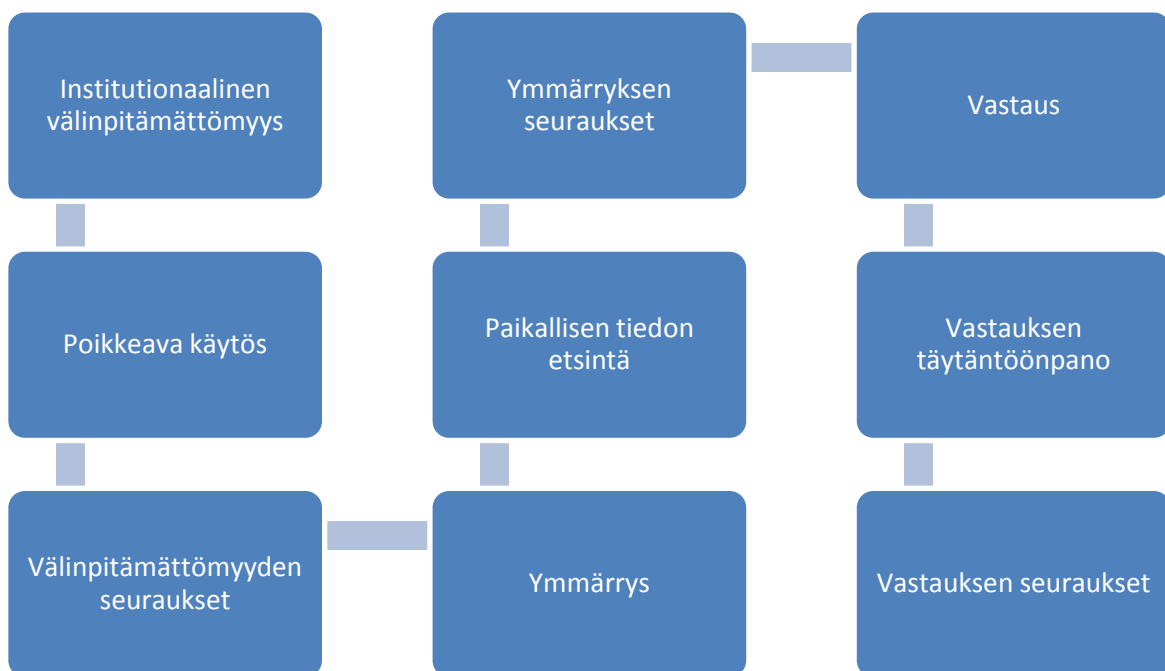 Institutionaalinen
välinpitämättömyys
Poikkeava käytös
Välinpitämättömyyden
seuraukset
Ymmärrys
Paikallisen tiedon
etsintä
Ymmärryksen
seuraukset
Vastaus
Vastauksen
täytäntöönpano
Vastauksen seuraukset